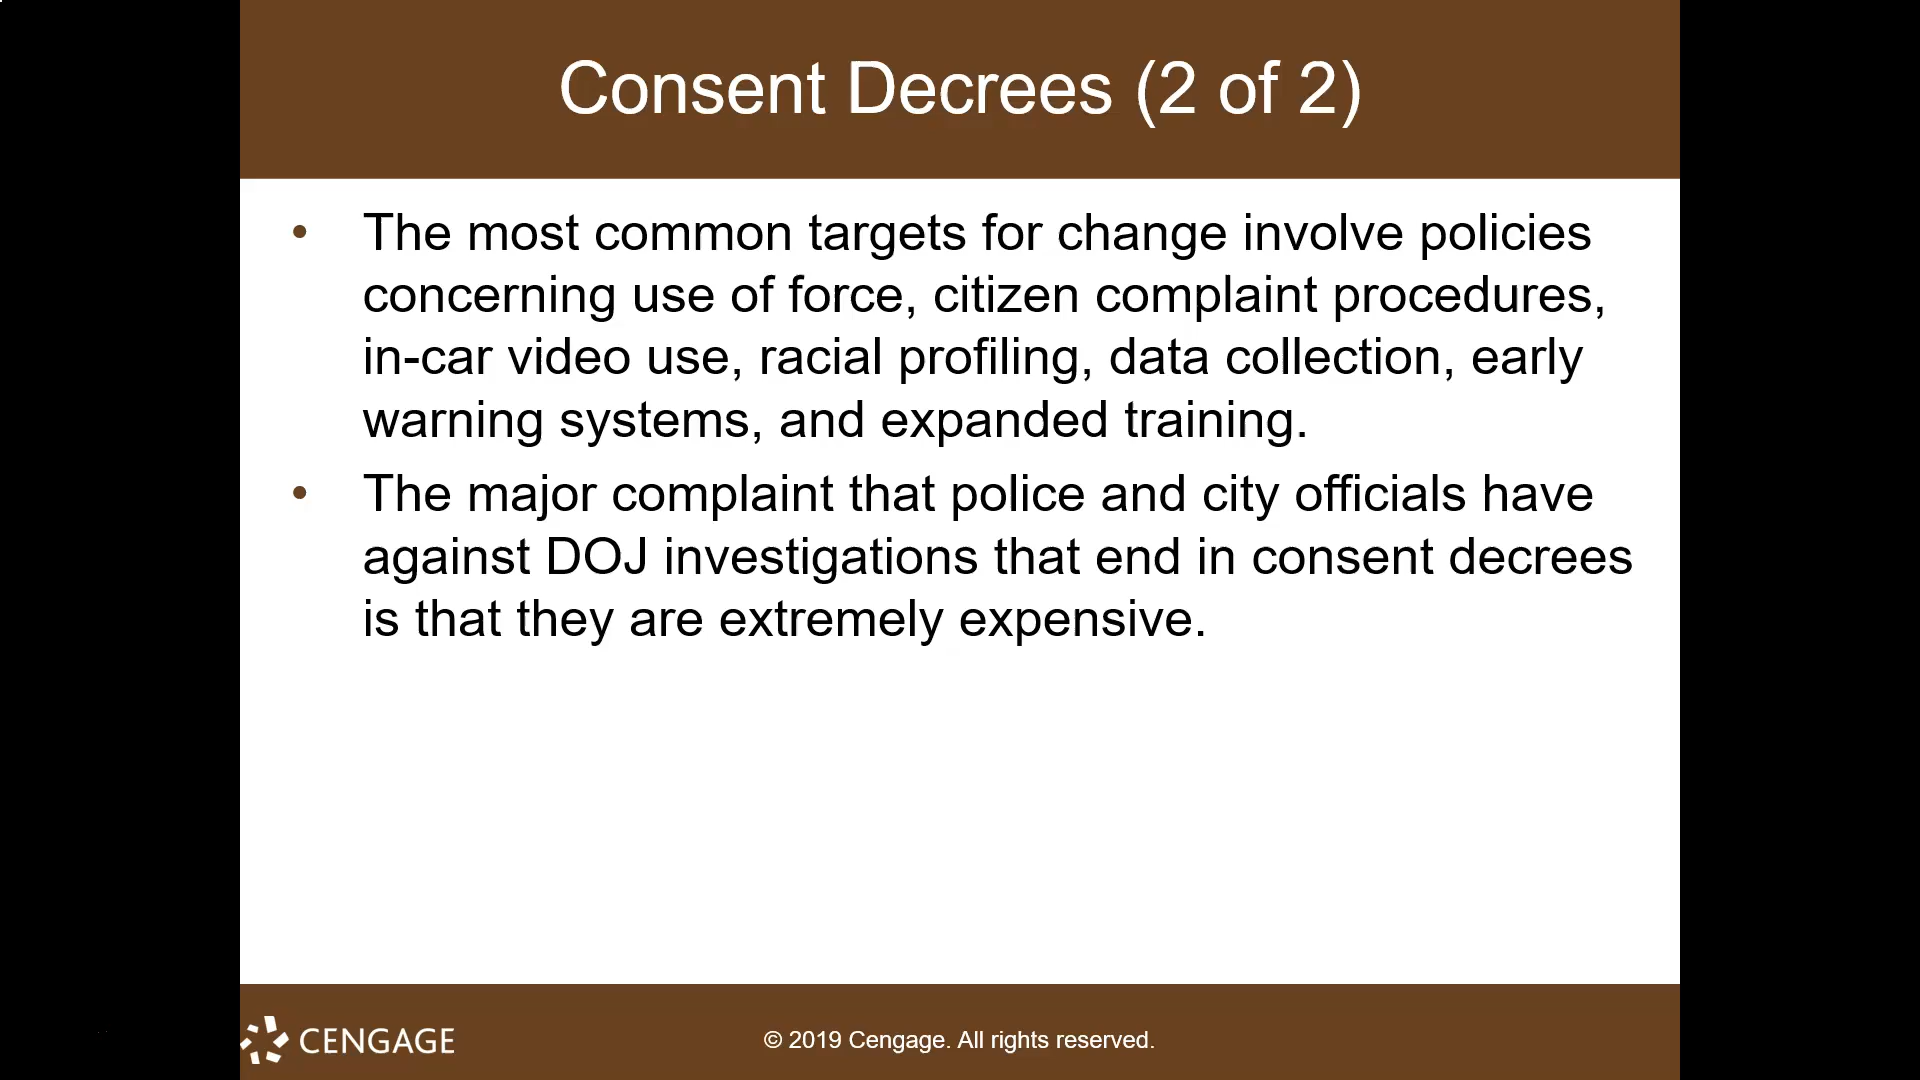 Consent Decrees (2 of 2)
• The most common targets for change involve policies
concerning use of force, citizen complaint procedures,
in-car video use, racial profiling, data collection, early
warning systems, and expanded training.
• The major complaint that police and city officials have
against DOJ investigations that end in consent decrees
is that they are extremely expensive.
CENGAGE
© 2019 Cengage. All rights reserved.